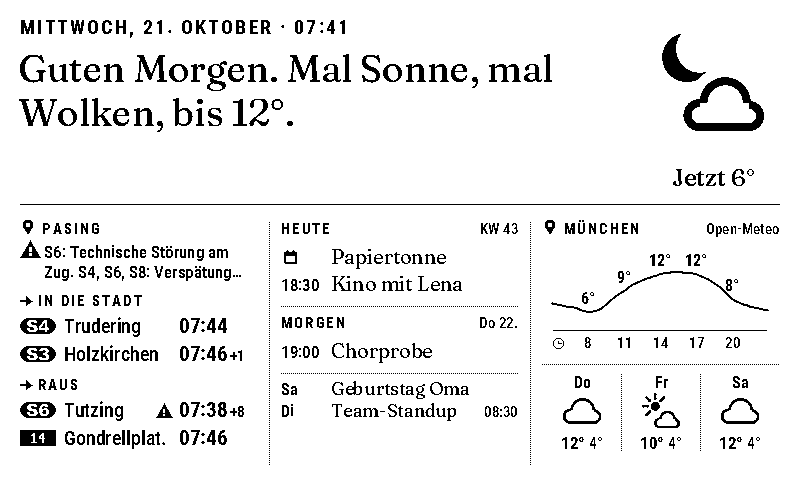 MITTWOCH, 21. OKTOBER · 07:41
Guten Morgen. Mal Sonne, mal
Wolken, bis 12°.
Jetzt 6°
PASING
S6: Technische Störung am
Zug. S4, S6, S8: Verspätung…
→ IN DIE STADT
S4 Trudering 07:44
S3 Holzkirchen 07:46 +1
→ RAUS
S6 Tutzing 07:38 +8
14 Gondrellplat. 07:46
HEUTE KW 43
Papiertonne
18:30 Kino mit Lena
MORGEN Do 22.
19:00 Chorprobe
Sa Geburtstag Oma
Di Team-Standup 08:30
MÜNCHEN Open-Meteo
6° 9° 12° 12° 8°
8 11 14 17 20
Do Fr Sa
12° 4° 10° 4° 12° 4°